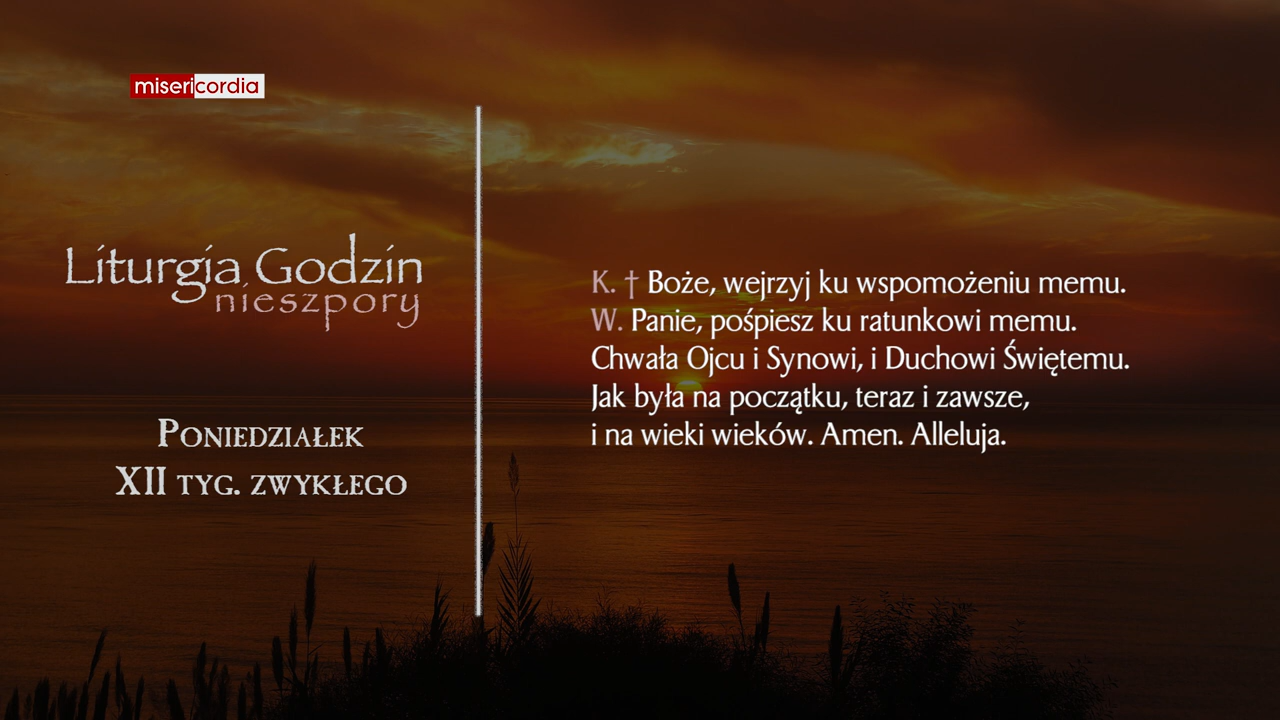 misericordia
Liturgia Godzin
nieszpory
Poniedziałek
XII tyg. zwykłego
K. † Boże, wejrzyj ku wspomożeniu memu.
W. Panie, pośpiesz ku ratunkowi memu.
Chwała Ojcu i Synowi, i Duchowi Świętemu.
Jak była na początku, teraz i zawsze,
i na wieki wieków. Amen. Alleluja.